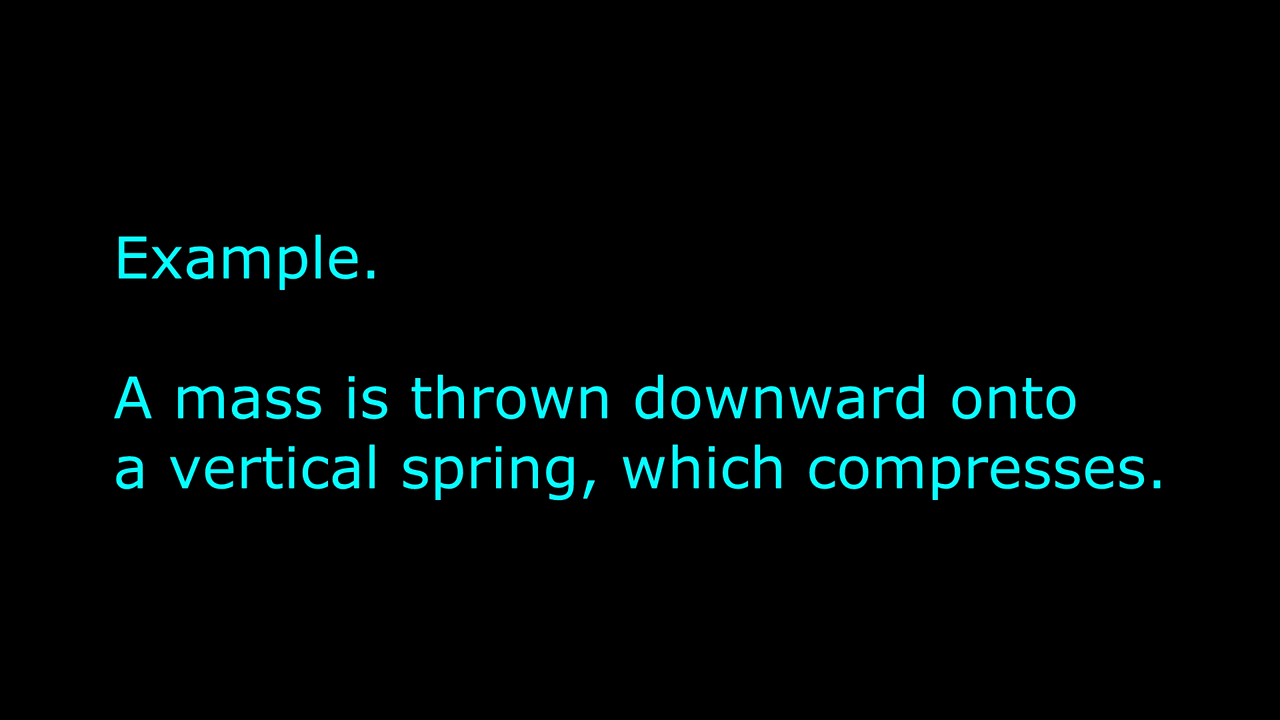 Example.
A mass is thrown downward onto
a vertical spring, which compresses.